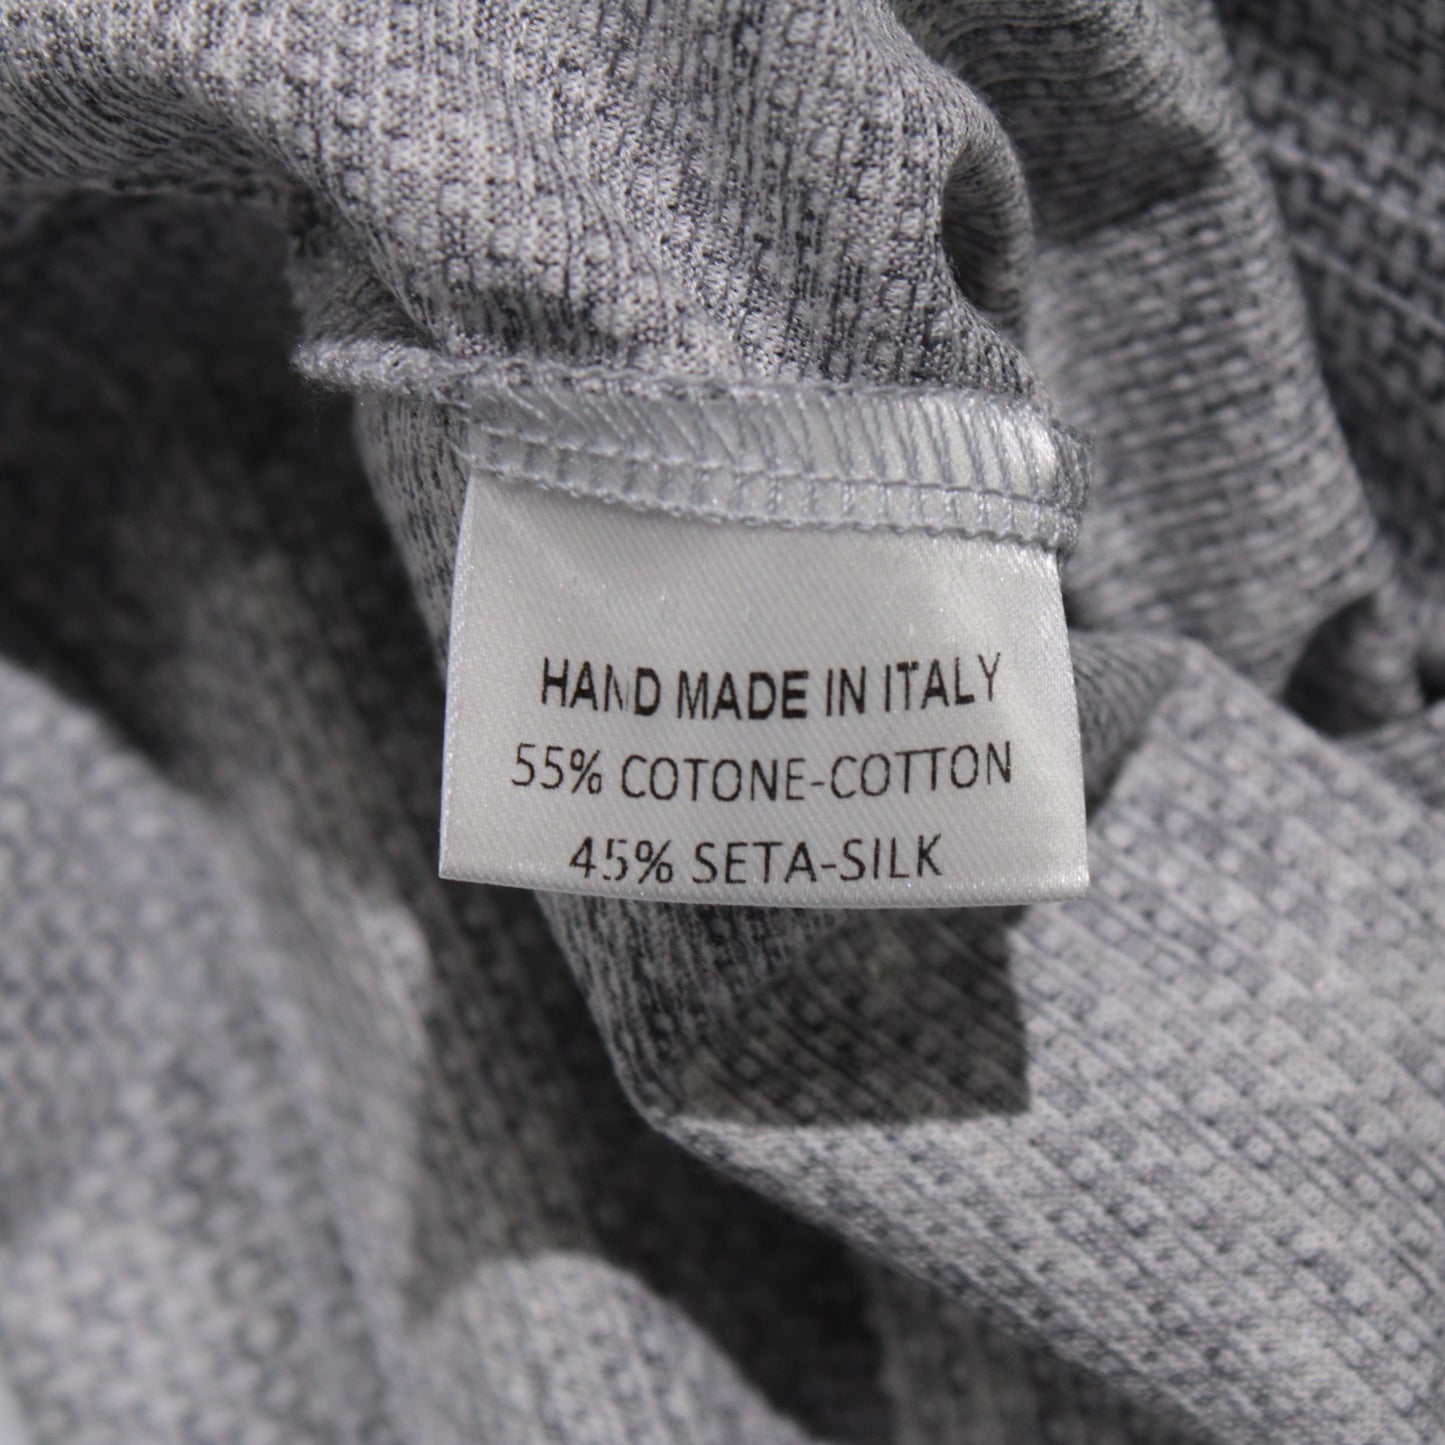 HAND MADE IN ITALY
55% COTONE-COTTON
45% SETA-SILK